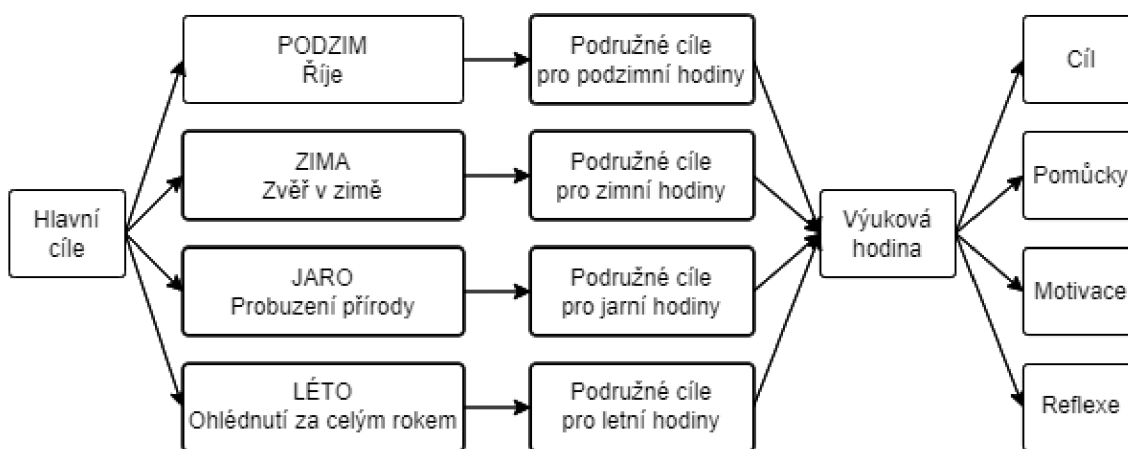 Hlavní
cíle
PODZIM
Říje
ZIMA
Zvěř v zimě
JARO
Probuzení přírody
LÉTO
Ohlédnutí za celým rokem
Podružné cíle
pro podzimní hodiny
Podružné cíle
pro zimní hodiny
Podružné cíle
pro jarní hodiny
Podružné cíle
pro letní hodiny
Výuková
hodina
Cíl
Pomůcky
Motivace
Reflexe